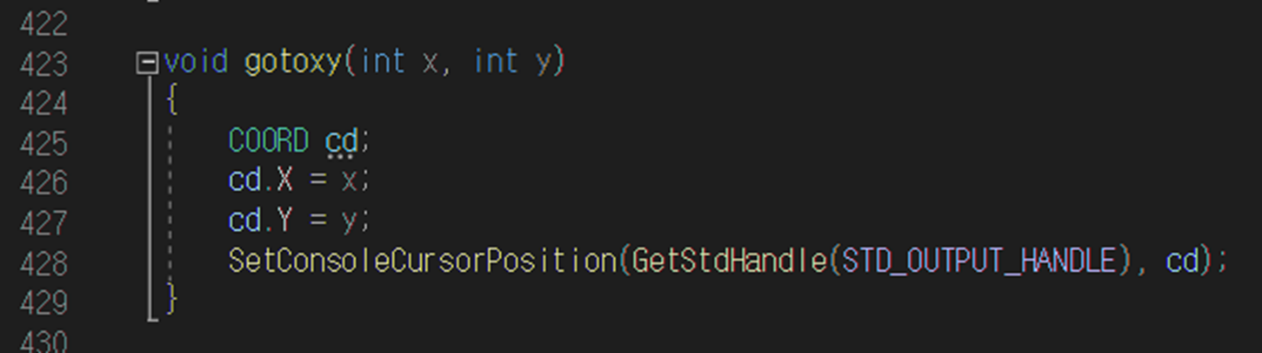 422
423 void gotoxy(int x, int y)
424 {
425 COORD cd;
426 cd.X = x;
427 cd.Y = y;
428 SetConsoleCursorPosition(GetStdHandle(STD_OUTPUT_HANDLE), cd);
429 }
430